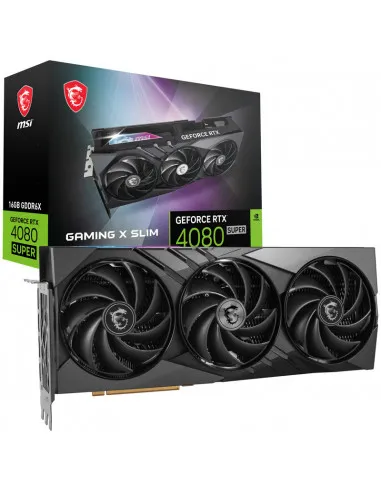 msi
16GB GDDR6X
GEFORCE RTX
4080
SUPER
GEFORCE RTX
GAMING X SLIM
GEFORCE RTX
4080 SUPER